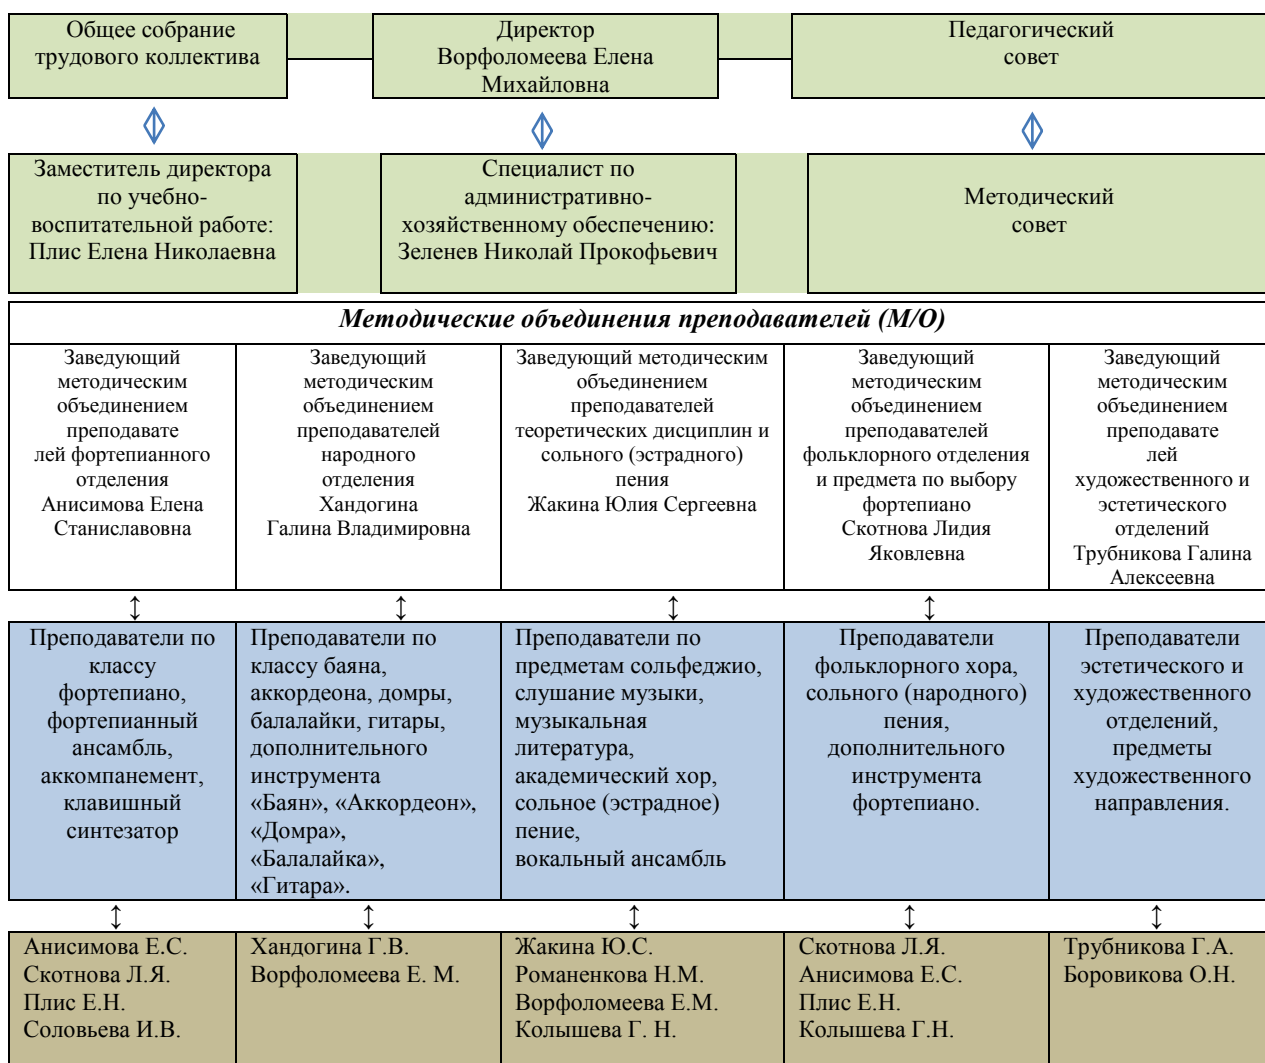 Общее собрание
трудового коллектива
Директор
Ворфоломеева Елена
Михайловна
Педагогический
совет
Заместитель директора
по учебно-
воспитательной работе:
Плис Елена Николаевна
Специалист по
административно-
хозяйственному обеспечению:
Зеленев Николай Прокофьевич
Методический
совет
Методические объединения преподавателей (М/О)
Заведующий
методическим
объединением
преподавате
лей фортепианного
отделения
Анисимова Елена
Станиславовна
Заведующий
методическим
объединением
преподавателей
народного
отделения
Хандогина
Галина Владимировна
Заведующий методическим
объединением
преподавателей
теоретических дисциплин и
сольного (эстрадного)
пения
Жакина Юлия Сергеевна
Заведующий
методическим
объединением
преподавателей
фольклорного отделения
и предмета по выбору
фортепиано
Скотнова Лидия
Яковлевна
Заведующий
методическим
объединением
преподавате
лей
художественного и
эстетического
отделений
Трубникова Галина
Алексеевна
Преподаватели по
классу
фортепиано,
фортепианный
ансамбль,
аккомпанемент,
клавишный
синтезатор
Преподаватели по
классу баяна,
аккордеона, домры,
балалайки, гитары,
дополнительного
инструмента
«Баян», «Аккордеон»,
«Домра»,
«Балалайка»,
«Гитара».
Преподаватели по
предметам сольфеджио,
слушание музыки,
музыкальная
литература,
академический хор,
сольное (эстрадное)
пение,
вокальный ансамбль
Преподаватели
фольклорного хора,
сольного (народного)
пения,
дополнительного
инструмента
фортепиано.
Преподаватели
эстетического и
художественного
отделений,
предметы
художественного
направления.
Анисимова Е.С.
Скотнова Л.Я.
Плис Е.Н.
Соловьева И.В.
Хандогина Г.В.
Ворфоломеева Е. М.
Жакина Ю.С.
Романенкова Н.М.
Ворфоломеева Е.М.
Колышева Г. Н.
Скотнова Л.Я.
Анисимова Е.С.
Плис Е.Н.
Колышева Г.Н.
Трубникова Г.А.
Боровикова О.Н.